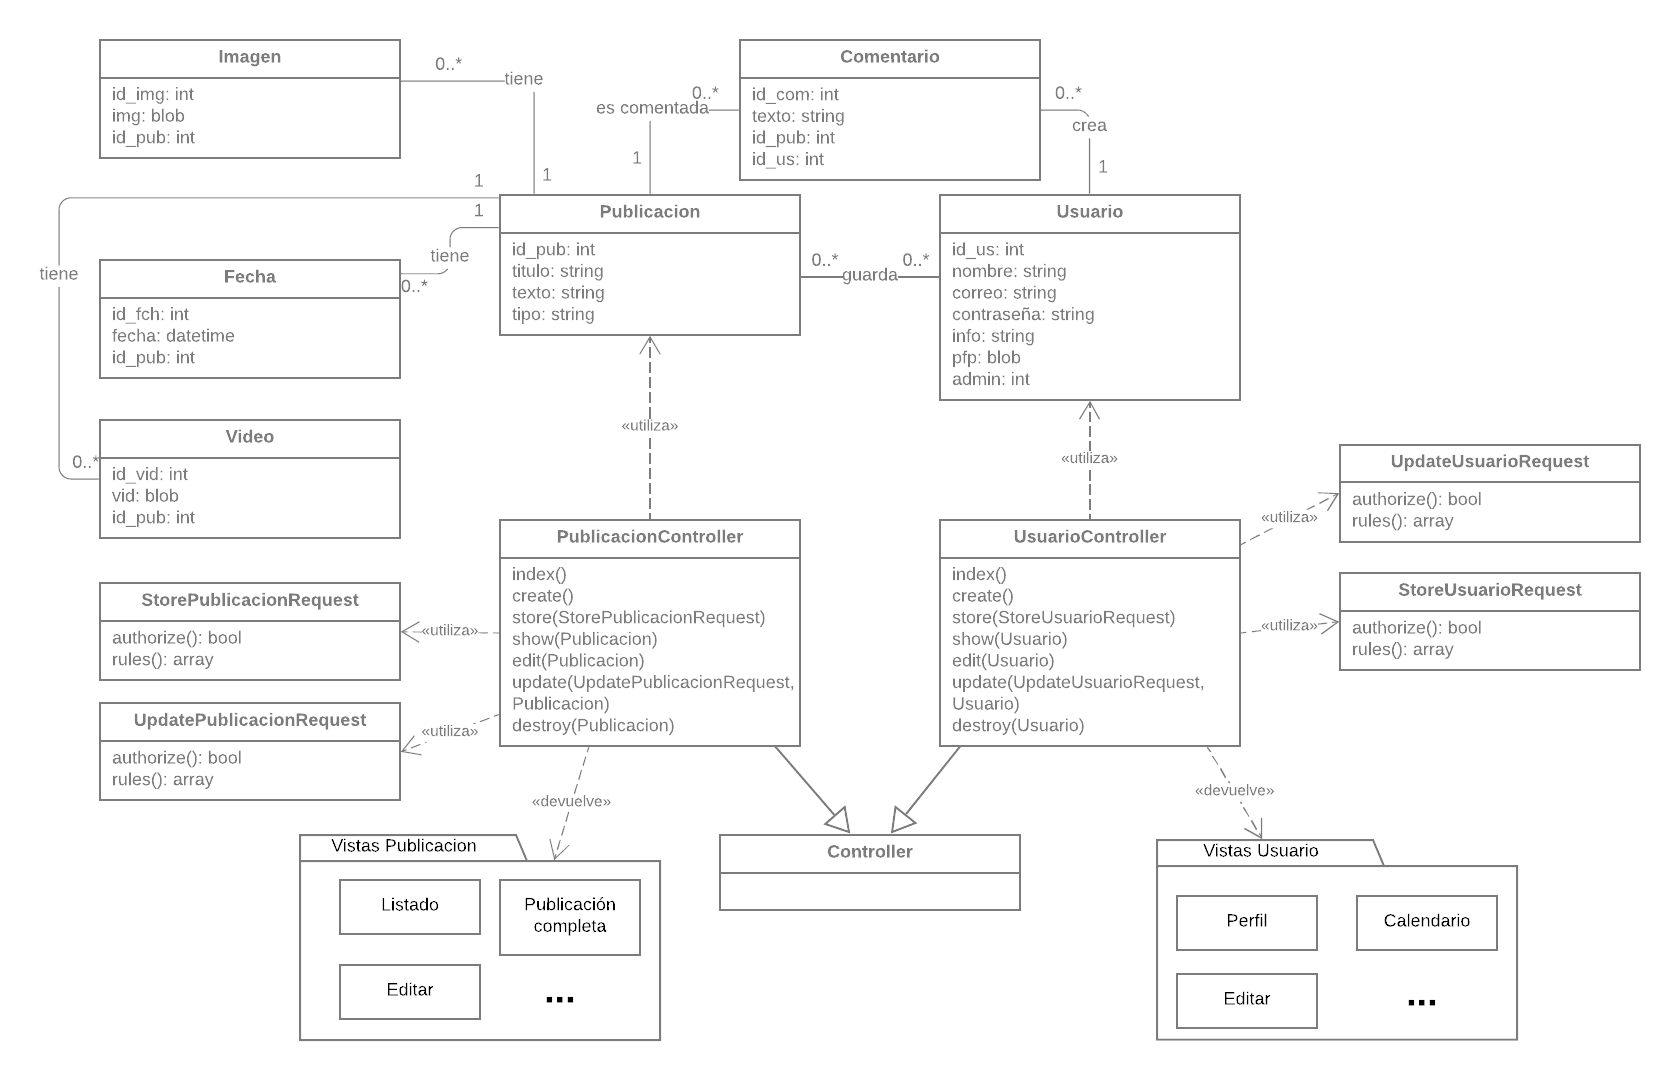 Imagen
id_img: int
img: blob
id_pub: int
0..*
tiene
1
Comentario
id_com: int
texto: string
id_pub: int
id_us: int
0..*
es comentada
1
0..*
crea
1
1
tiene
0..*
1
tiene
0..*
Publicacion
id_pub: int
titulo: string
texto: string
tipo: string
0..*
guarda
0..*
Usuario
id_us: int
nombre: string
correo: string
contraseña: string
info: string
pfp: blob
admin: int
Fecha
id_fch: int
fecha: datetime
id_pub: int
Video
id_vid: int
vid: blob
id_pub: int
«utiliza»
«utiliza»
UpdateUsuarioRequest
authorize(): bool
rules(): array
«utiliza»
PublicacionController
index()
create()
store(StorePublicacionRequest)
show(Publicacion)
edit(Publicacion)
update(UpdatePublicacionRequest,
Publicacion)
destroy(Publicacion)
UsuarioController
index()
create()
store(StoreUsuarioRequest)
show(Usuario)
edit(Usuario)
update(UpdateUsuarioRequest,
Usuario)
destroy(Usuario)
StorePublicacionRequest
authorize(): bool
rules(): array
«utiliza»
StoreUsuarioRequest
authorize(): bool
rules(): array
«utiliza»
UpdatePublicacionRequest
authorize(): bool
rules(): array
«utiliza»
«devuelve»
«devuelve»
Vistas Publicacion
Listado
Publicación
completa
Editar
...
Controller
Vistas Usuario
Perfil
Calendario
Editar
...